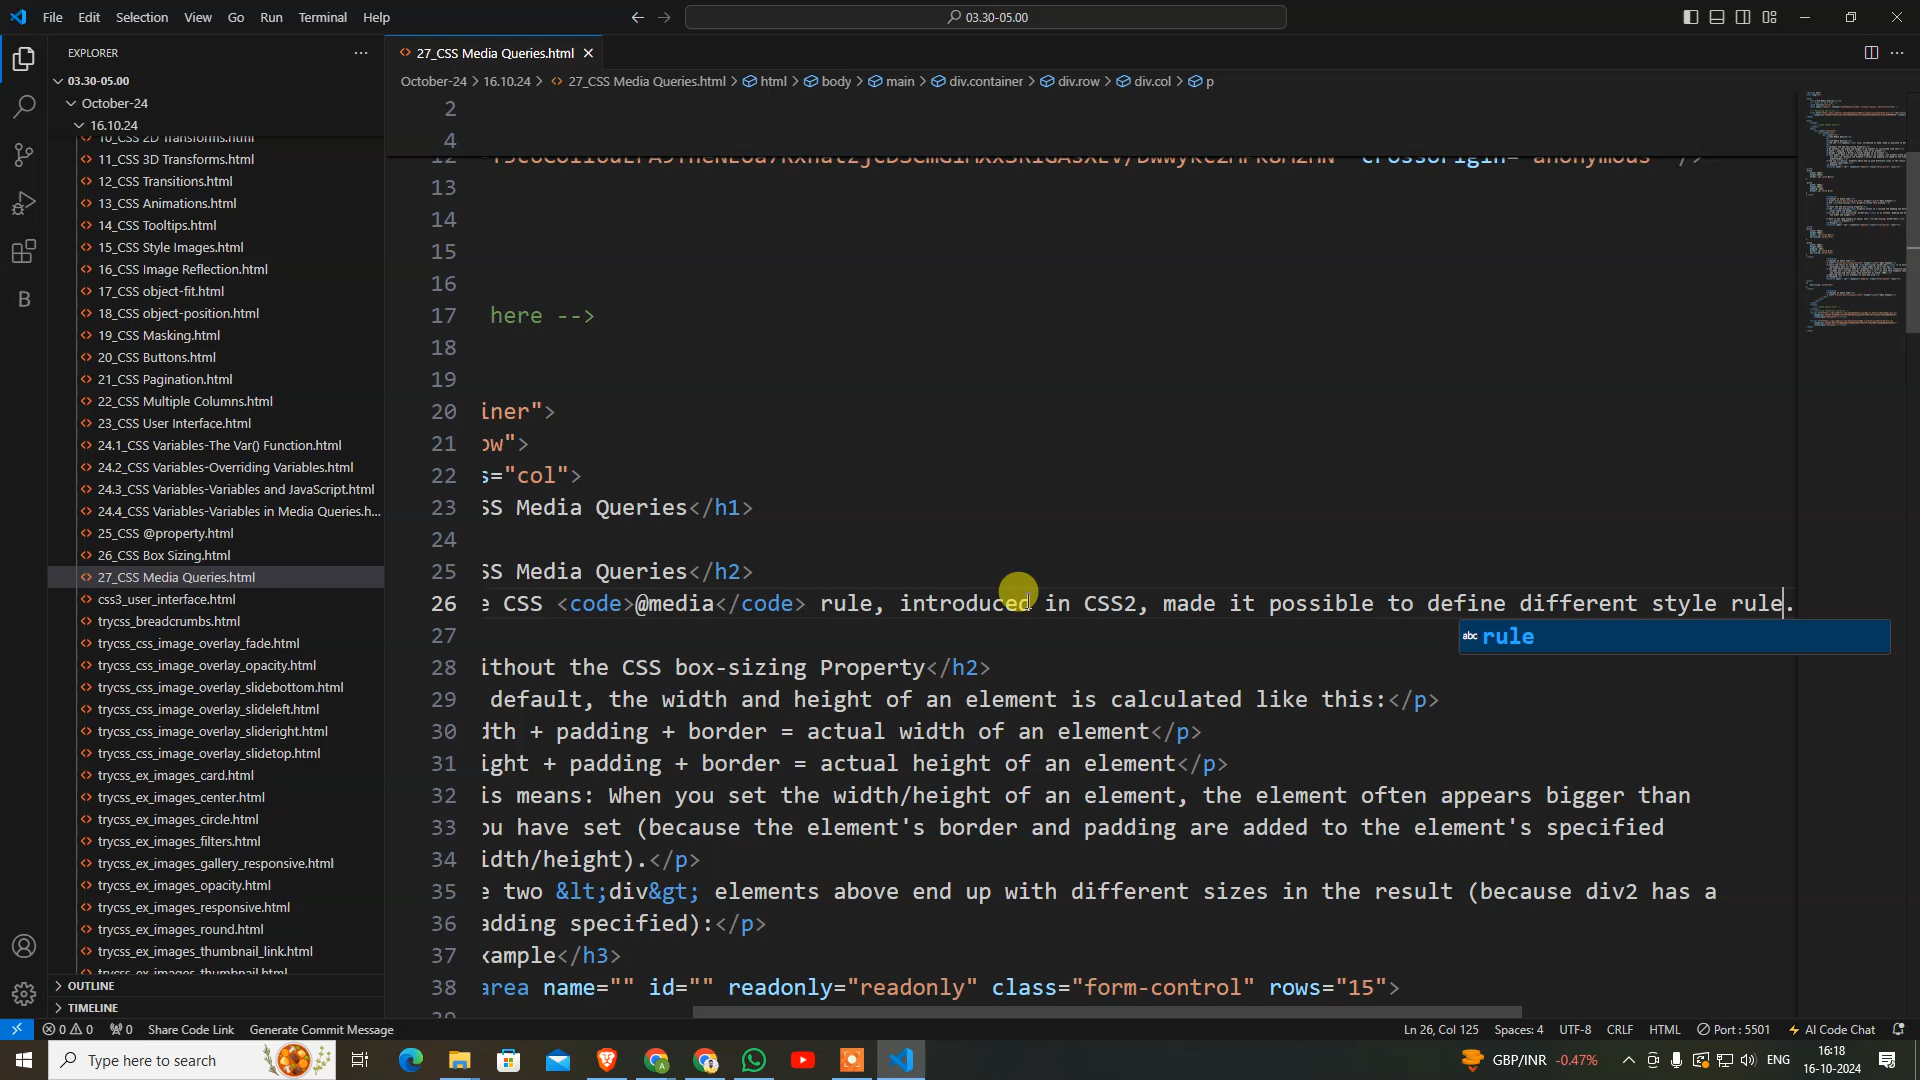 File Edit Selection View Go Run Terminal Help
03.30-05.00
EXPLORER
03.30-05.00
October-24
16.10.24
10_CSS 2D Transforms.html
11_CSS 3D Transforms.html
12_CSS Transitions.html
13_CSS Animations.html
14_CSS Tooltips.html
15_CSS Style Images.html
16_CSS Image Reflection.html
17_CSS object-fit.html
18_CSS object-position.html
19_CSS Masking.html
20_CSS Buttons.html
21_CSS Pagination.html
22_CSS Multiple Columns.html
23_CSS User Interface.html
24.1_CSS Variables-The Var() Function.html
24.2_CSS Variables-Overriding Variables.html
24.3_CSS Variables-Variables and JavaScript.html
24.4_CSS Variables-Variables in Media Queries.h...
25_CSS @property.html
26_CSS Box Sizing.html
27_CSS Media Queries.html
css3_user_interface.html
trycss_breadcrumbs.html
trycss_css_image_overlay_fade.html
trycss_css_image_overlay_opacity.html
trycss_css_image_overlay_slidebottom.html
trycss_css_image_overlay_slideleft.html
trycss_css_image_overlay_slideright.html
trycss_css_image_overlay_slidetop.html
trycss_ex_images_card.html
trycss_ex_images_center.html
trycss_ex_images_circle.html
trycss_ex_images_filters.html
trycss_ex_images_gallery_responsive.html
trycss_ex_images_opacity.html
trycss_ex_images_responsive.html
trycss_ex_images_round.html
trycss_ex_images_thumbnail_link.html
trycss_ex_images_thumbnail.html
OUTLINE
TIMELINE
27_CSS Media Queries.html
October-24 > 16.10.24 > 27_CSS Media Queries.html > html > body > main > div.container > div.row > div.col > p
2
4
12 crossorigin="anonymous" />
13
14
15
16
17 here -->
18
19
20 iner">
21 ow">
22 s="col">
23 SS Media Queries</h1>
24
25 SS Media Queries</h2>
26 e CSS <code>@media</code> rule, introduced in CSS2, made it possible to define different style rule.
27
rule
28 ithout the CSS box-sizing Property</h2>
29 default, the width and height of an element is calculated like this:</p>
30 dth + padding + border = actual width of an element</p>
31 ight + padding + border = actual height of an element</p>
32 is means: When you set the width/height of an element, the element often appears bigger than
33 ou have set (because the element's border and padding are added to the element's specified
34 idth/height).</p>
35 e two &lt;div&gt; elements above end up with different sizes in the result (because div2 has a
36 adding specified):</p>
37 xample</h3>
38 area name="" id="" readonly="readonly" class="form-control" rows="15">
39
0 0 0 Share Code Link Generate Commit Message
Ln 26, Col 125 Spaces: 4 UTF-8 CRLF HTML Port : 5501 AI Code Chat
Type here to search
GBP/INR -0.47%
ENG
16:18
16-10-2024